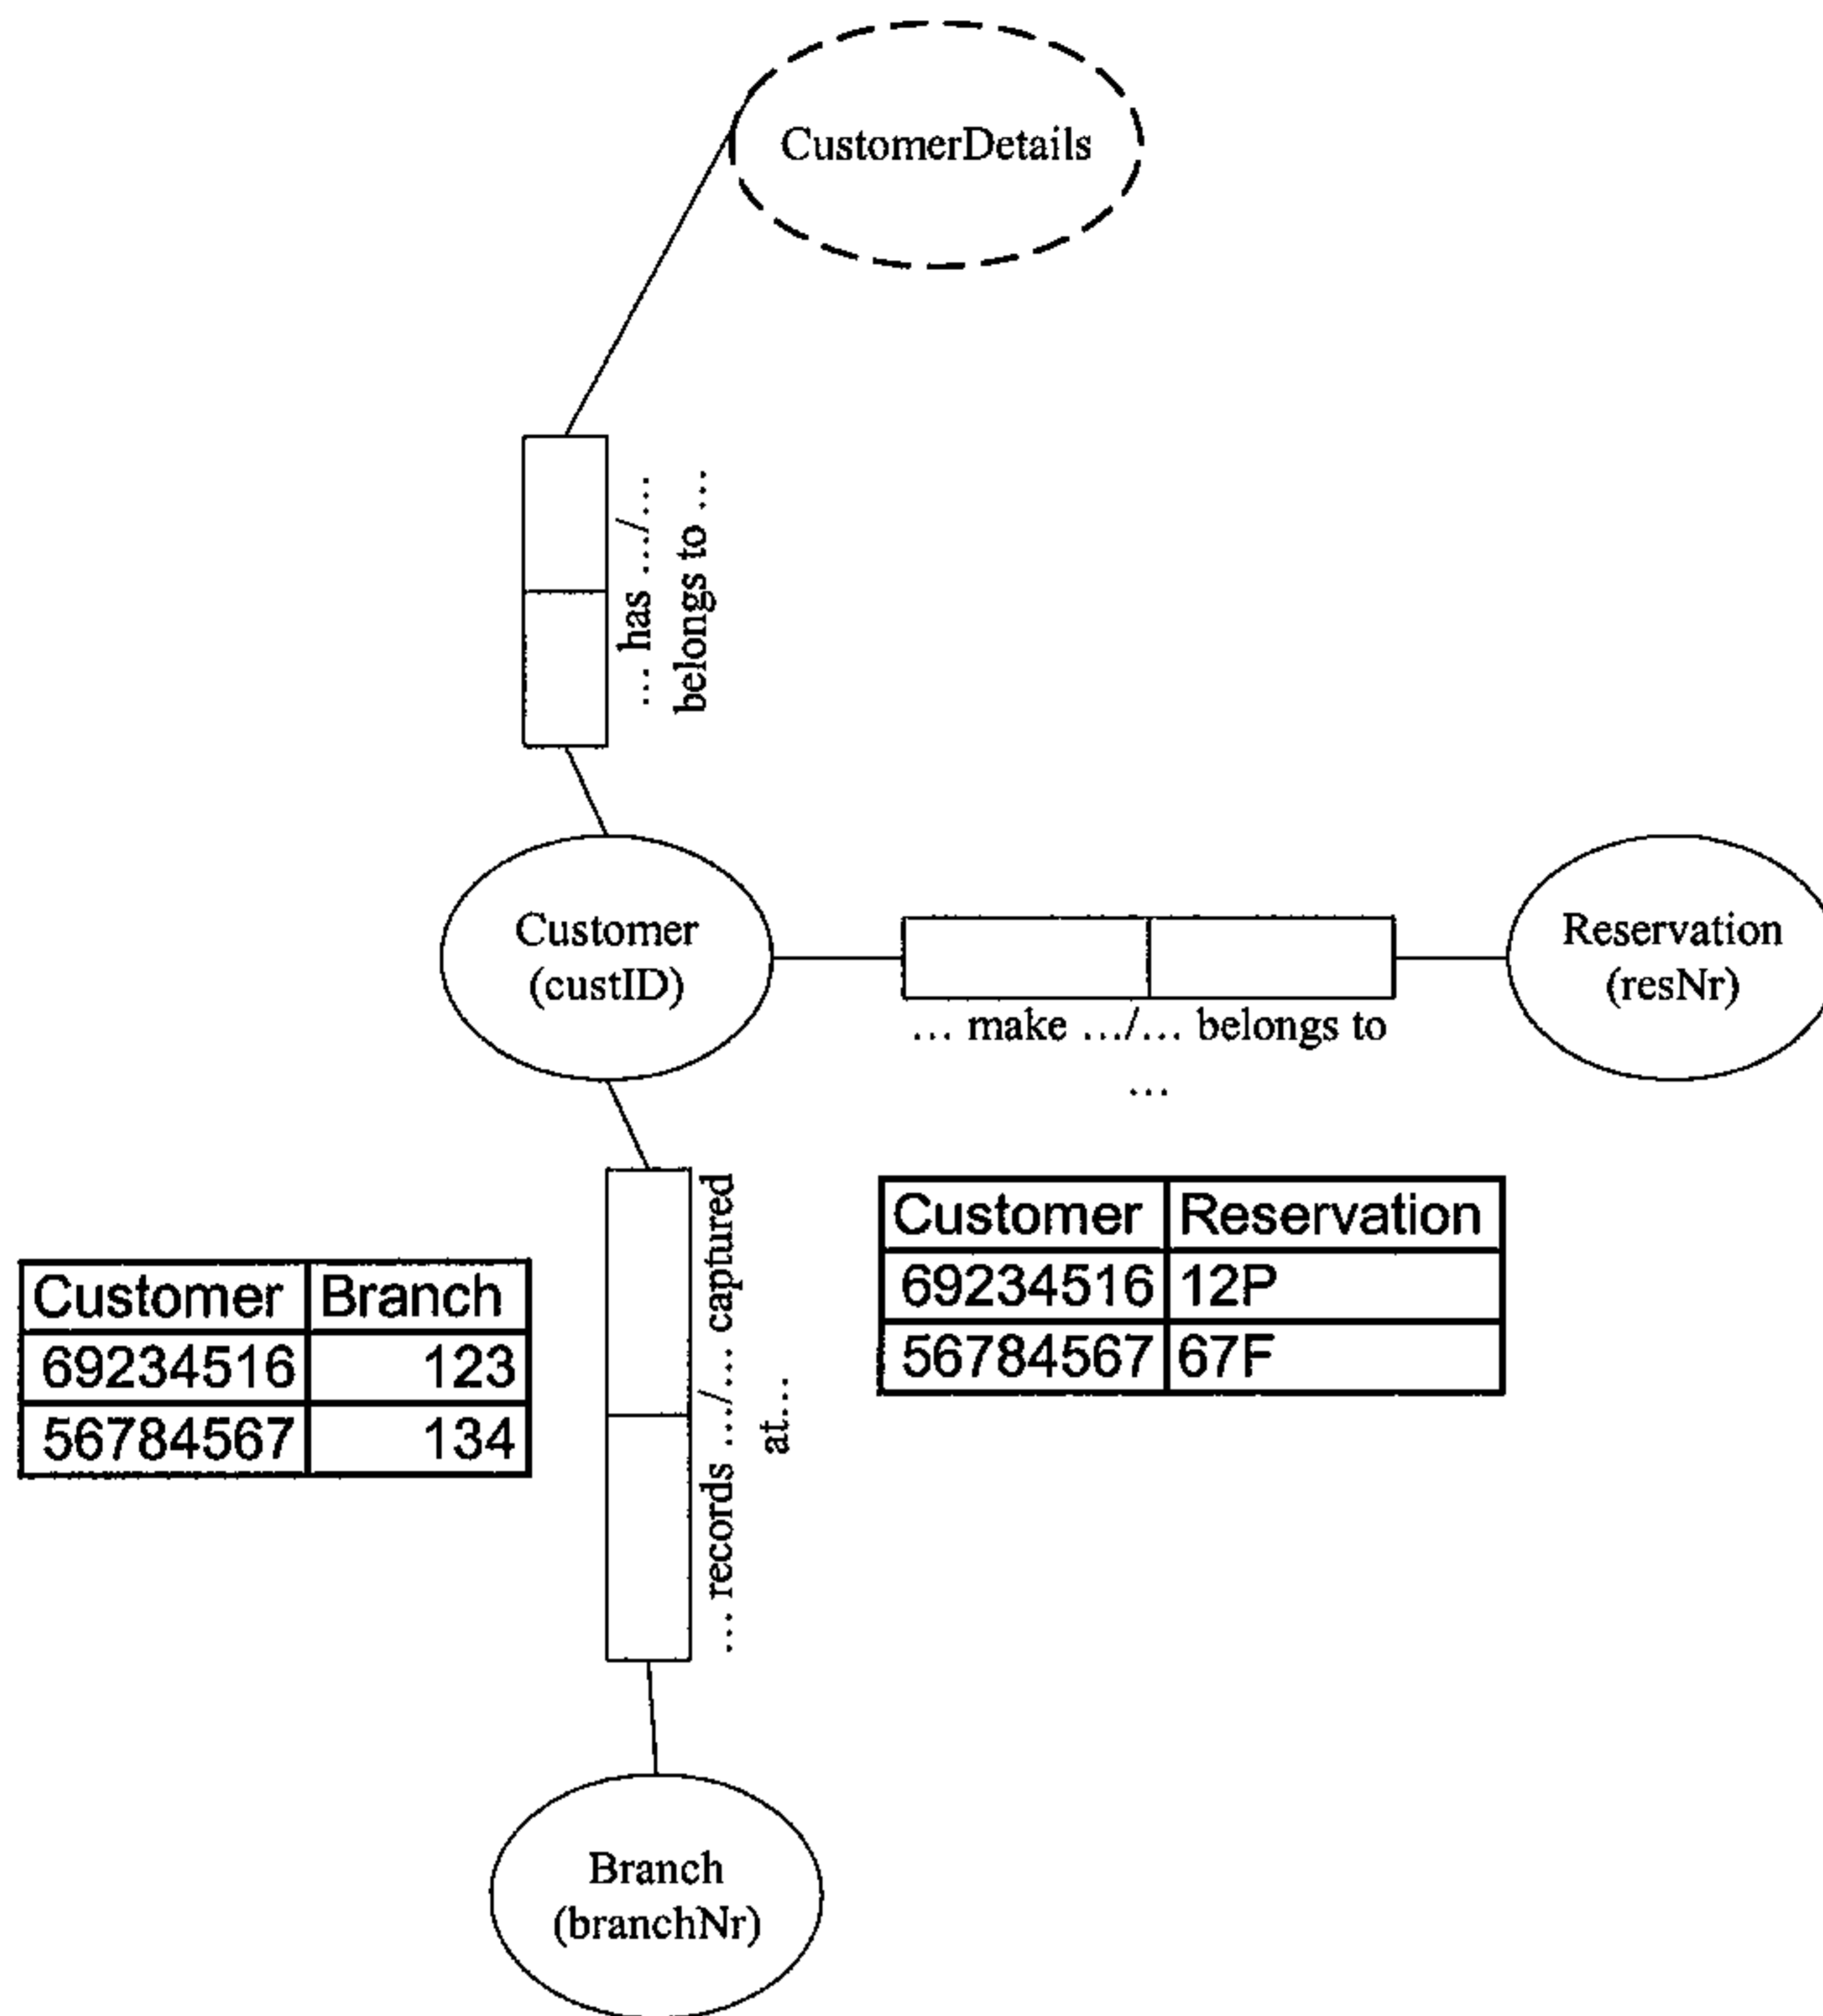 CustomerDetails
... has .../...
belongs to ...
Customer
(custID)
Reservation
(resNr)
... make .../... belongs to
...
Customer Reservation
69234516 12P
56784567 67F
... records .../... captured
at...
Customer Branch
69234516 123
56784567 134
Branch
(branchNr)